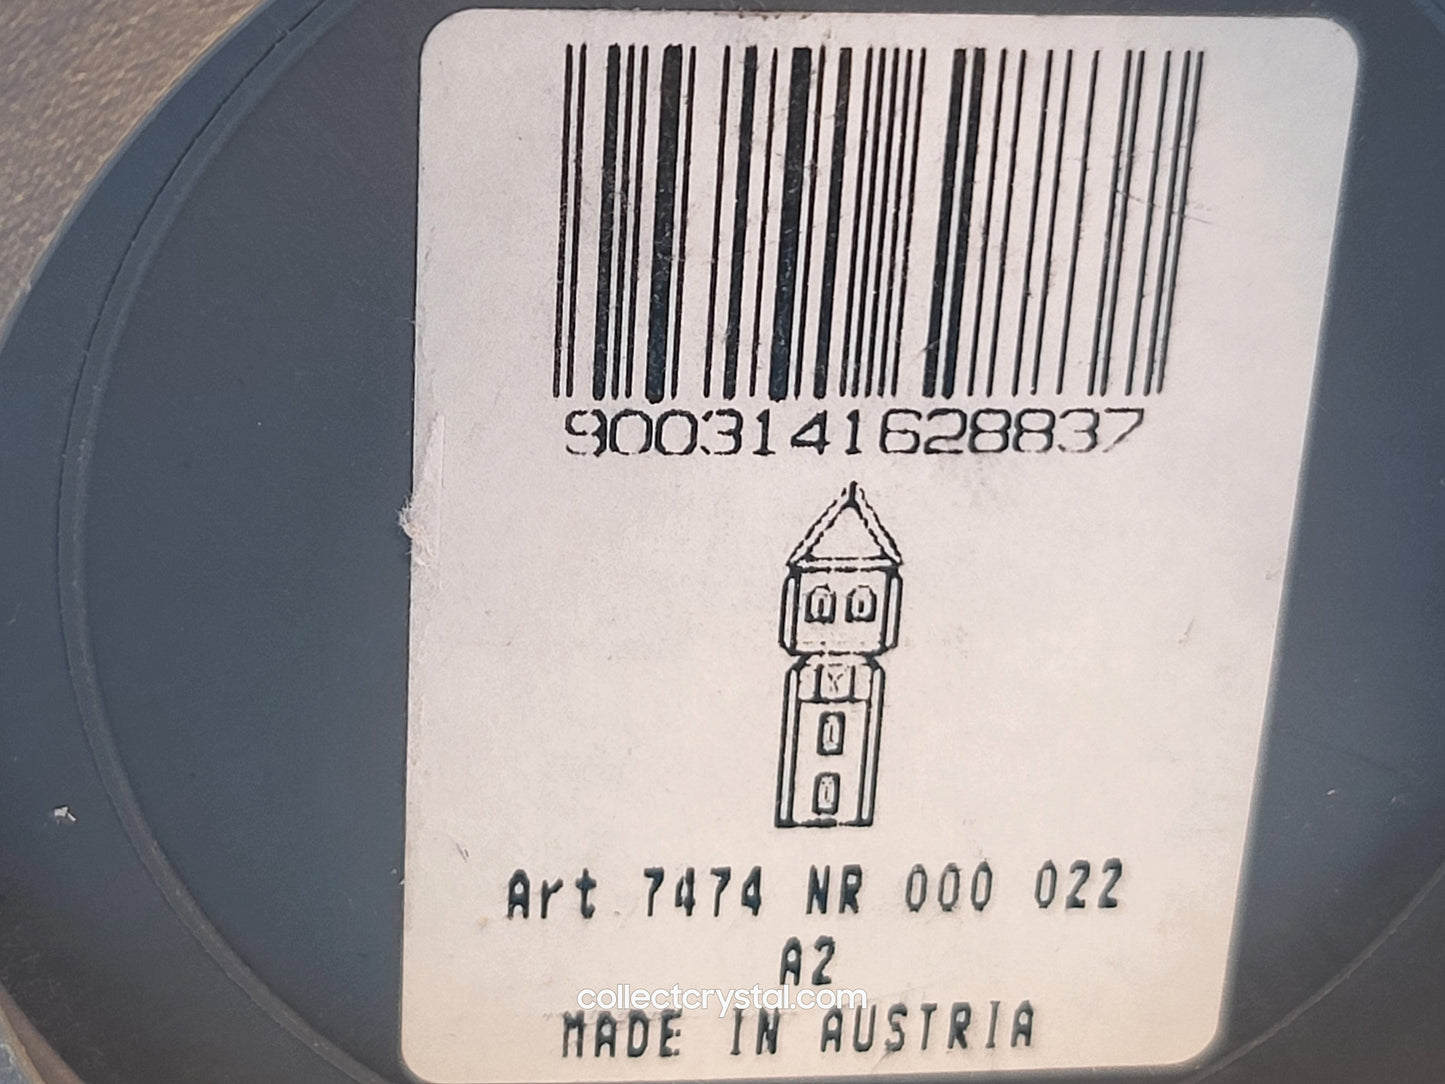 9003141628837
Art 7474 NR 000 022
A2
collectcrystal.com
MADE IN AUSTRIA